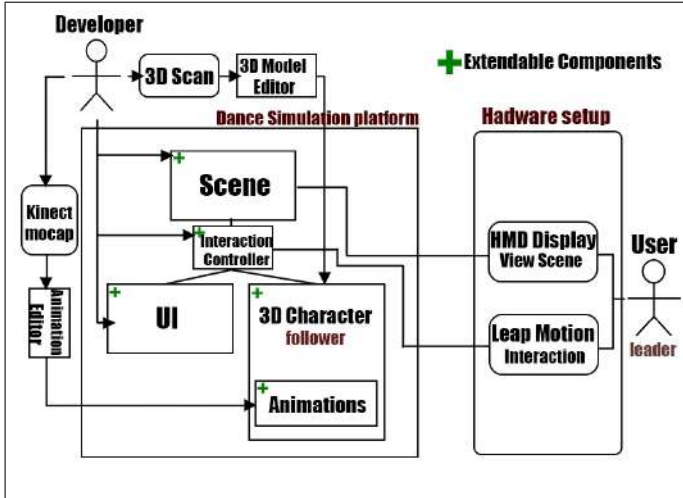 Developer
3D Scan
3D Model
Editor
Extendable Components
Dance Simulation platform
Hadware setup
Scene
Kinect
mocap
Interaction
Controller
HMD Display
View Scene
User
Animation
Editor
UI
3D Character
follower
Leap Motion
Interaction
leader
Animations